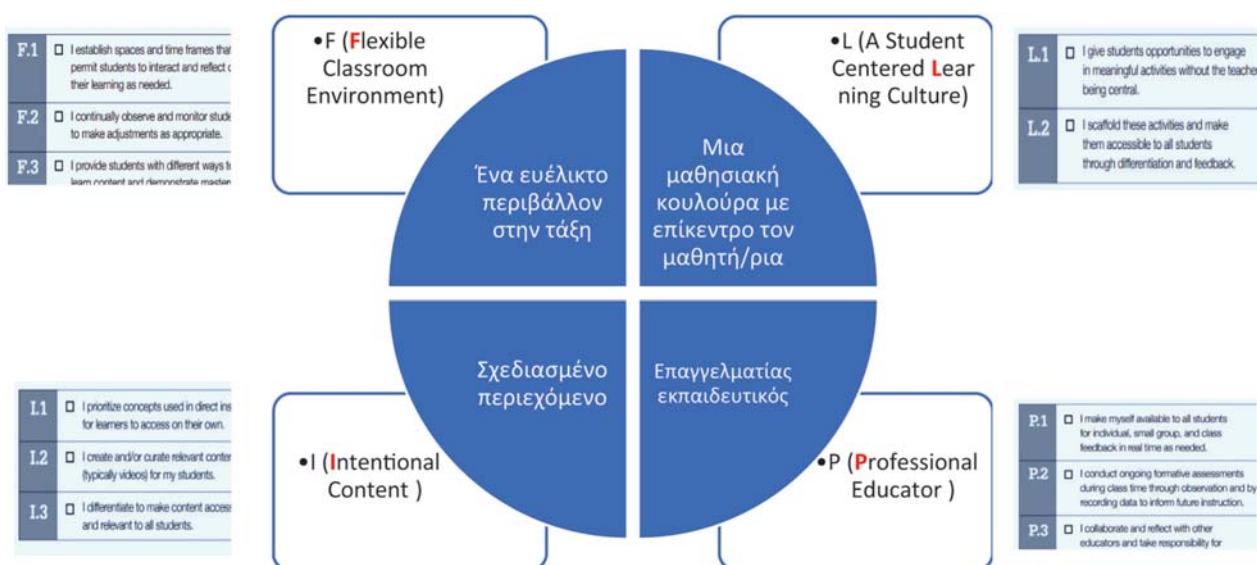 F.1 ☐ I establish spaces and time frames that
permit students to interact and reflect
their learning as needed.
F.2 ☐ I continually observe and monitor
to make adjustments as appropriate.
F.3 ☐ I provide students with different ways
learn content and demonstrate
•F (Flexible
Classroom
Environment)
Ένα ευέλικτο
περιβάλλον
στην τάξη
•L (A Student
Centered Lear
ning Culture)
Μια
μαθησιακή
κουλούρα με
επίκεντρο τον
μαθητή/ρια
L.1 ☐ I give students opportunities to engage
in meaningful activities without the teacher
being central.
L.2 ☐ I scaffold these activities and make
them accessible to all students
through differentiation and feedback.
I.1 ☐ I prioritize concepts used in direct
for learners to access on their own.
I.2 ☐ I create and/or curate relevant
(typically videos) for my students.
I.3 ☐ I differentiate to make content
and relevant to all students.
•I (Intentional
Content )
Σχεδιασμένο
περιεχόμενο
Επαγγελματίας
εκπαιδευτικός
•P (Professional
Educator )
P.1 ☐ I make myself available to all students
for individual, small group, and class
feedback in real time as needed.
P.2 ☐ I conduct ongoing formative assessments
during class time through observation and by
recording data to inform future instruction.
P.3 ☐ I collaborate and reflect with other
educators and take responsibility for